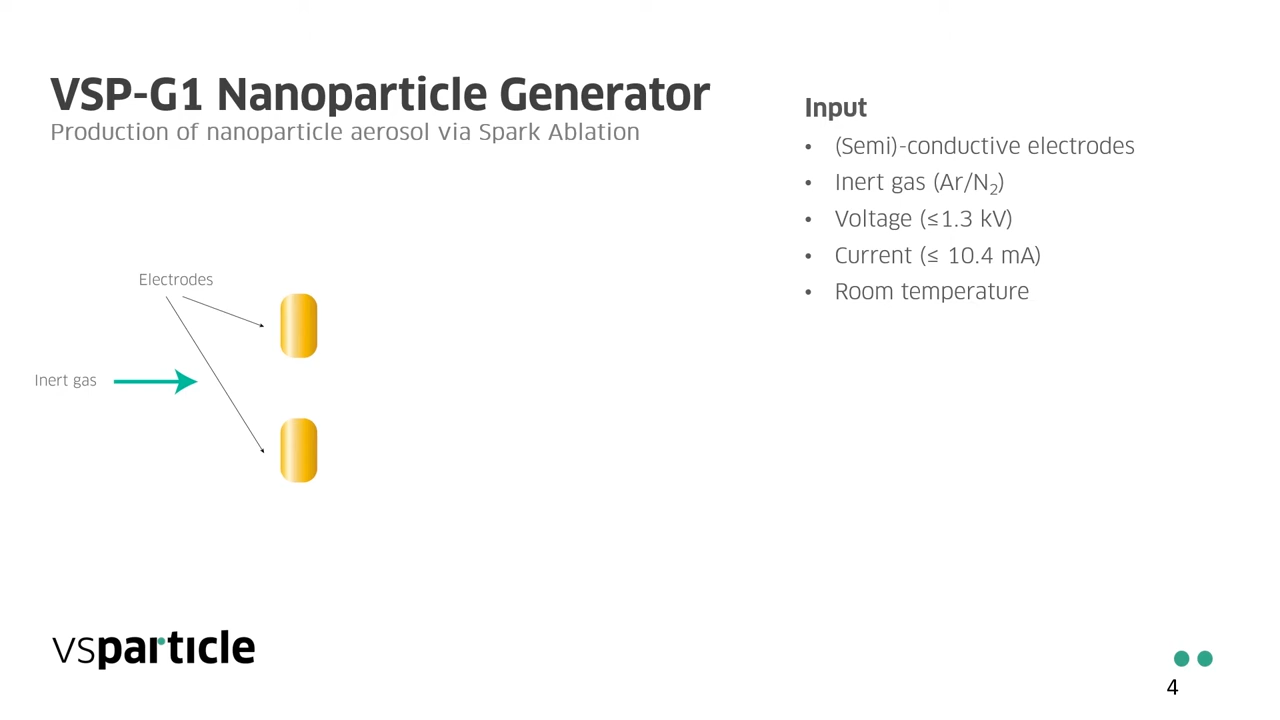 VSP-G1 Nanoparticle Generator
Production of nanoparticle aerosol via Spark Ablation
Input
• (Semi)-conductive electrodes
• Inert gas (Ar/N₂)
• Voltage (≤1.3 kV)
• Current (≤ 10.4 mA)
• Room temperature
Electrodes
Inert gas
vsparticle
4